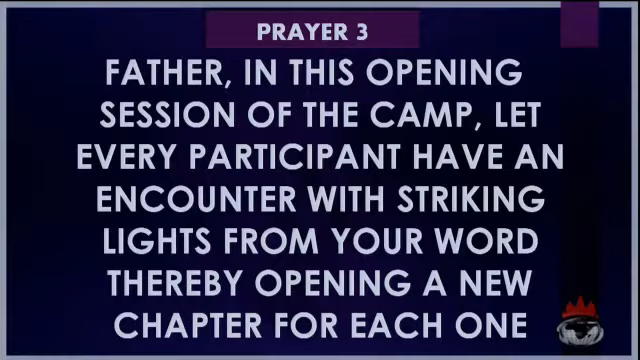 PRAYER 3
FATHER, IN THIS OPENING
SESSION OF THE CAMP, LET
EVERY PARTICIPANT HAVE AN
ENCOUNTER WITH STRIKING
LIGHTS FROM YOUR WORD
THEREBY OPENING A NEW
CHAPTER FOR EACH ONE